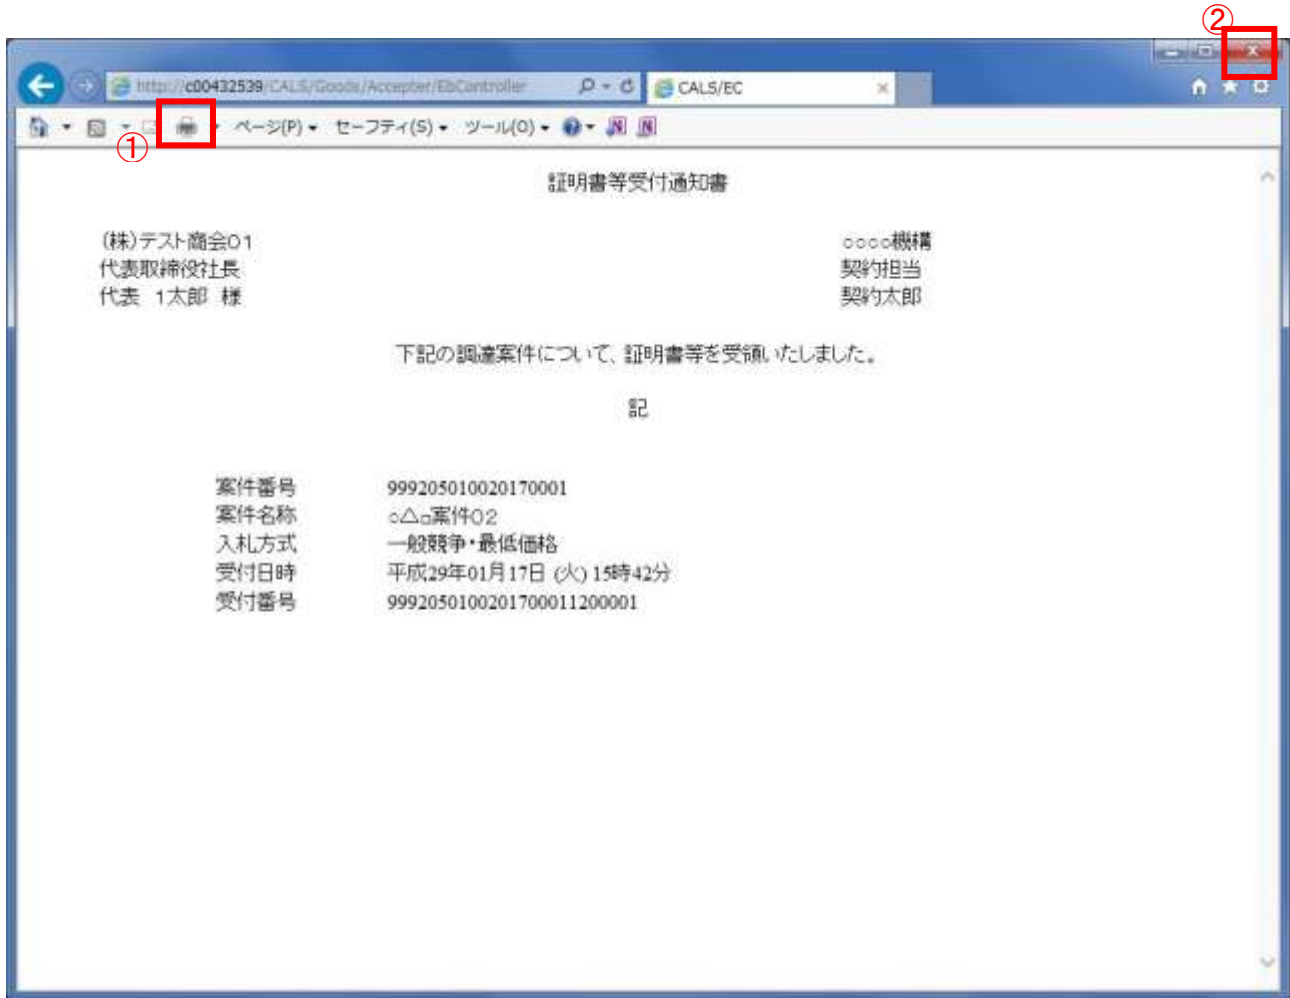 ②
http://c00432539/CALS/Goods/Accepter/EbController
CALS/EC
①
ページ(P)
セーフティ(S)
ツール(O)
証明書等受付通知書
(株)テスト商会01
○○○○機構
代表取締役社長
契約担当
代表 1太郎 様
契約太郎
下記の調達案件について、証明書等を受領いたしました。
記
案件番号 999205010020170001
案件名称 ○△□案件02
入札方式 一般競争・最低価格
受付日時 平成29年01月17日 (火) 15時42分
受付番号 9992050100201700011200001